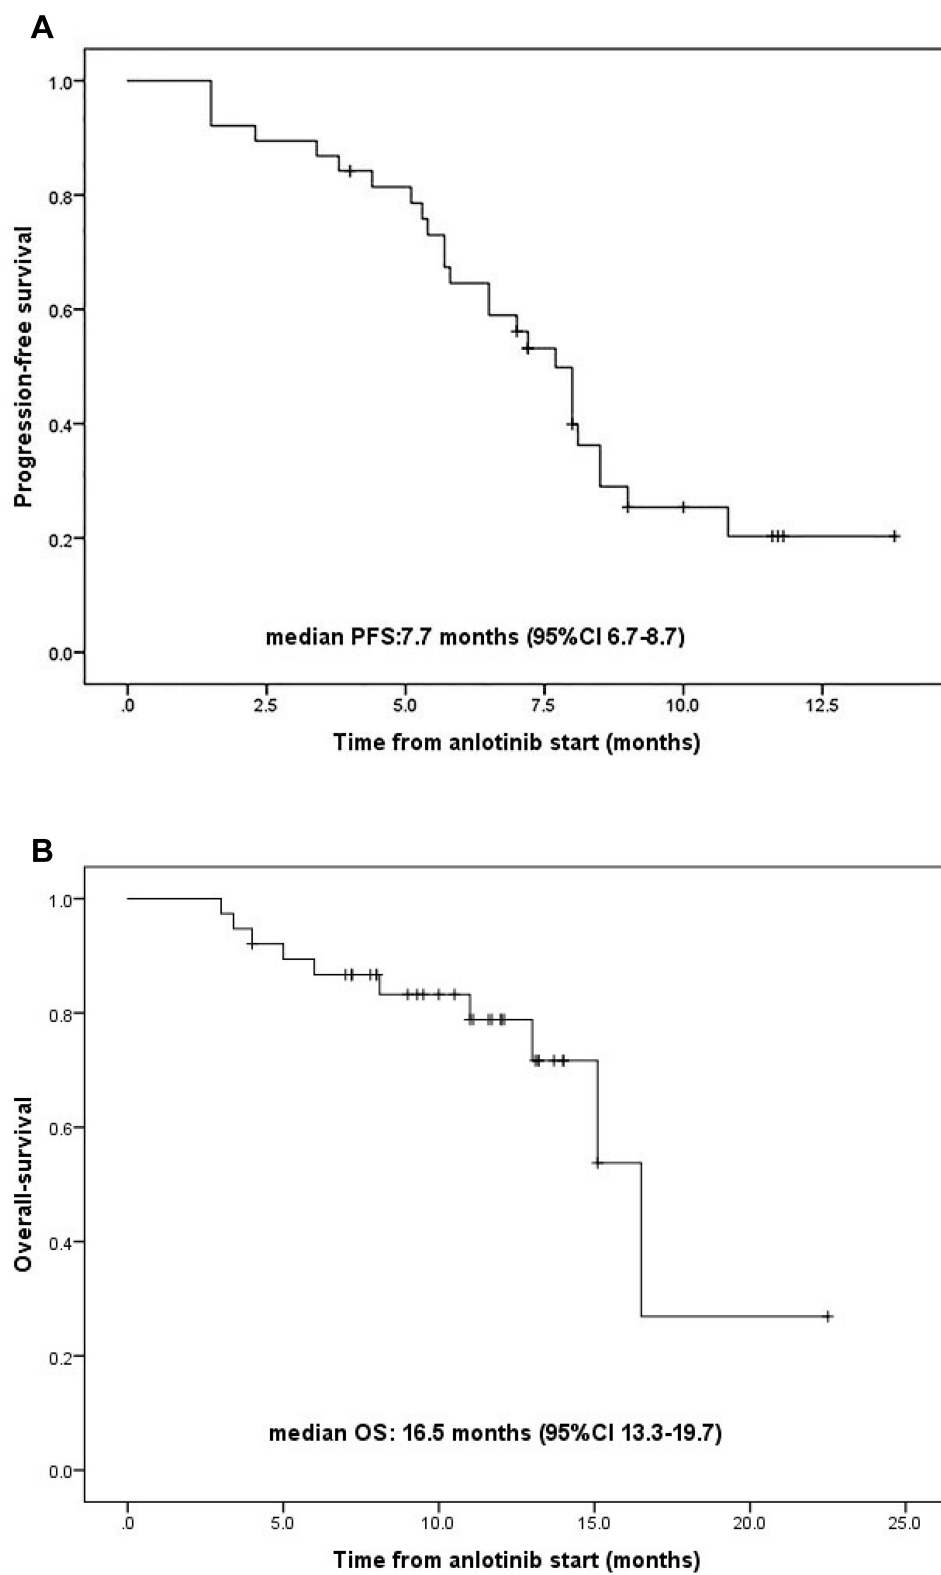 A
1.0
0.8
0.6
0.4
0.2
0.0
Progression-free survival
median PFS:7.7 months (95%CI 6.7-8.7)
.0 2.5 5.0 7.5 10.0 12.5
Time from anlotinib start (months)
B
1.0
0.8
0.6
0.4
0.2
0.0
Overall-survival
median OS: 16.5 months (95%CI 13.3-19.7)
.0 5.0 10.0 15.0 20.0 25.0
Time from anlotinib start (months)